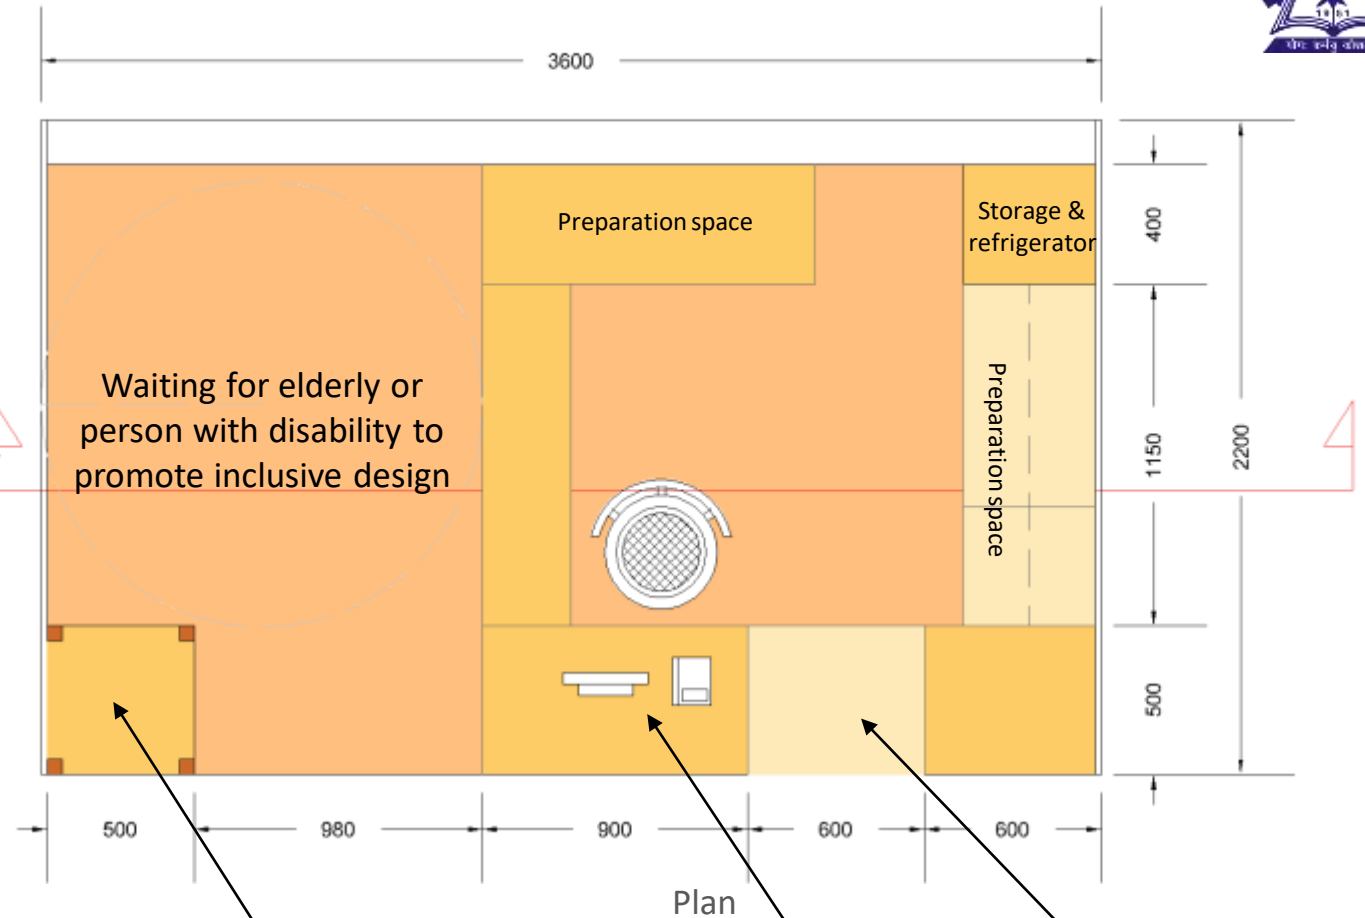 1951
3600
Preparation space
Storage &
refrigerator
400
Waiting for elderly or
person with disability to
promote inclusive design
Preparation space
1150
2200
500
500
980
900
600
600
Plan